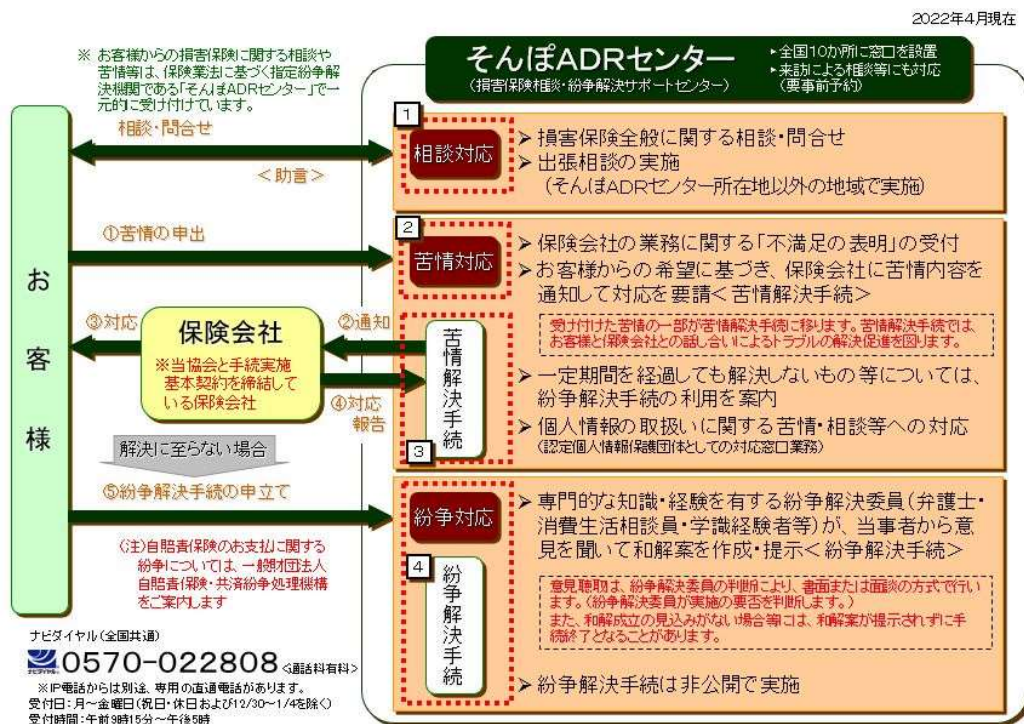 2022年4月現在
※ お客様からの損害保険に関する相談や
苦情等は、保険業法に基づく指定紛争解
決機関である「そんぽADRセンター」で一
元的に受け付けています。
そんぽADRセンター
(損害保険相談・紛争解決サポートセンター)
▸全国10か所に窓口を設置
▸来訪による相談等にも対応
(要事前予約)
お客様
相談・問合せ
<助言>
1
相談対応
➢損害保険全般に関する相談・問合せ
➢出張相談の実施
(そんぽADRセンター所在地以外の地域で実施)
①苦情の申出
2
苦情対応
➢保険会社の業務に関する「不満足の表明」の受付
➢お客様からの希望に基づき、保険会社に苦情内容を
通知して対応を要請<苦情解決手続>
受け付けた苦情の一部が苦情解決手続に移ります。苦情解決手続では、
お客様と保険会社との話し合いによるトラブルの解決促進を図ります。
➢一定期間を経過しても解決しないもの等については、
紛争解決手続の利用を案内
➢個人情報の取扱いに関する苦情・相談等への対応
(認定個人情報保護団体としての対応窓口業務)
③対応
保険会社
※当協会と手続実施
基本契約を締結して
いる保険会社
②通知
④対応
報告
苦情解決手続
3
解決に至らない場合
⑤紛争解決手続の申立て
(注)自賠責保険のお支払に関する
紛争については、一般財団法人
自賠責保険・共済紛争処理機構
をご案内します
紛争対応
4
紛争解決手続
➢専門的な知識・経験を有する紛争解決委員(弁護士・
消費生活相談員・学識経験者等)が、当事者から意
見を聞いて和解案を作成・提示<紛争解決手続>
意見聴取は、紛争解決委員の判断により、書面または面談の方式で行い
ます。(紛争解決委員が実施の要否を判断します。)
また、和解成立の見込みがない場合等には、和解案が提示されずに手
続終了となることがあります。
➢紛争解決手続は非公開で実施
ナビダイヤル(全国共通)
ナビダイヤル
0570-022808<通話料有料>
※IP電話からは別途、専用の直通電話があります。
受付日:月~金曜日(祝日・休日および12/30~1/4を除く)
受付時間:午前9時15分~午後5時